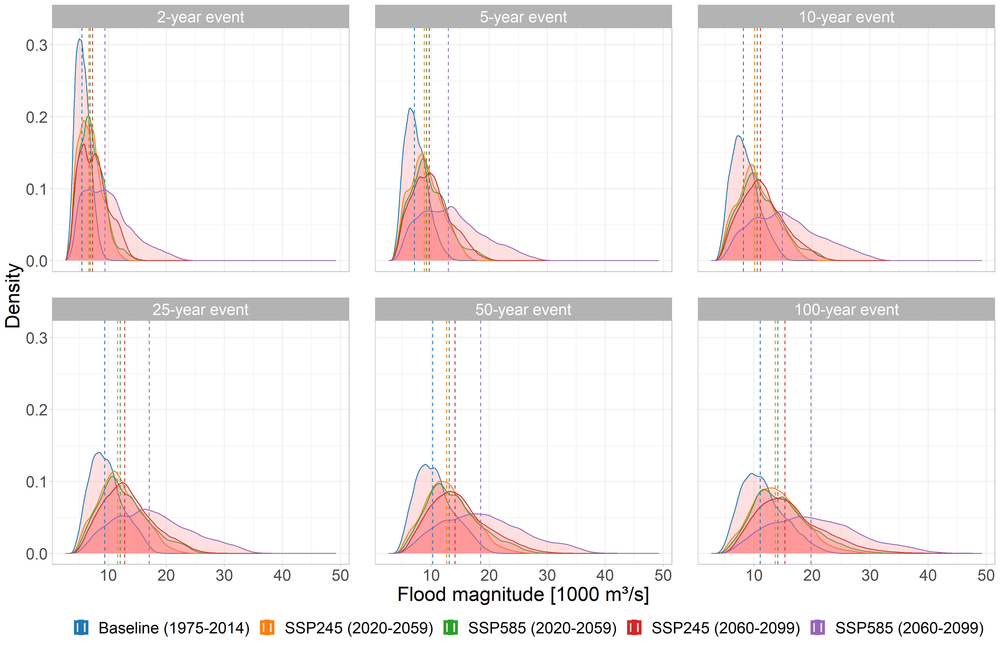 2-year event
5-year event
10-year event
0.3
0.2
0.1
0.0
Density
25-year event
50-year event
100-year event
0.3
0.2
0.1
0.0
10 20 30 40 50
10 20 30 40 50
10 20 30 40 50
Flood magnitude [1000 m³/s]
Baseline (1975-2014) SSP245 (2020-2059) SSP585 (2020-2059) SSP245 (2060-2099) SSP585 (2060-2099)